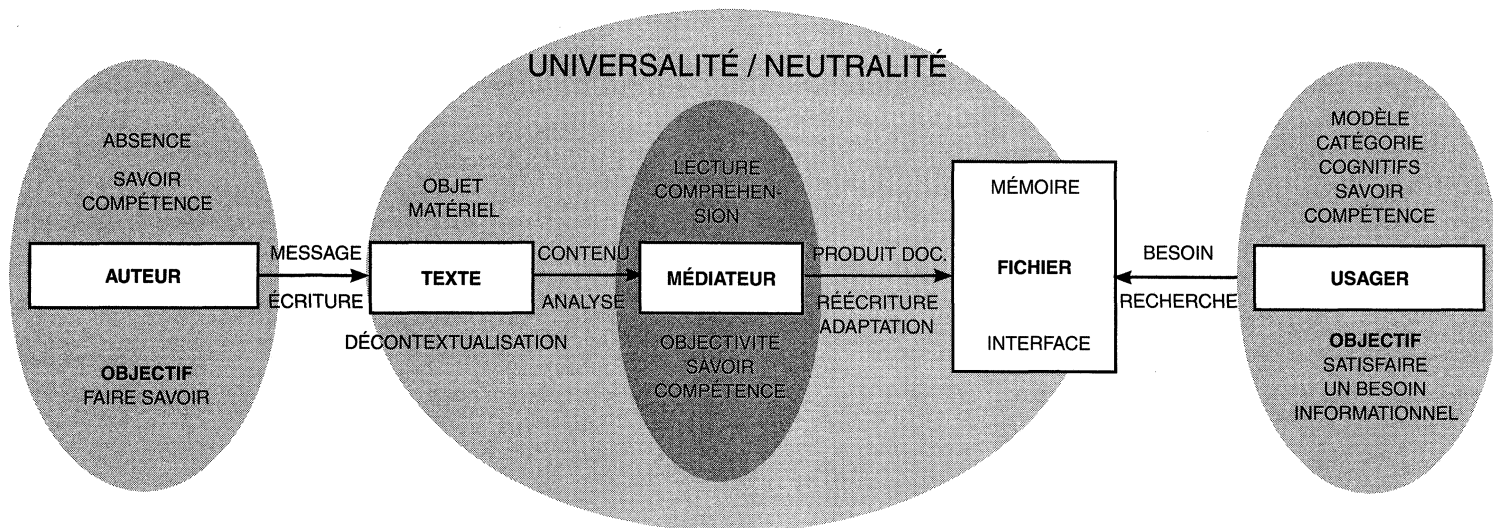 UNIVERSALITÉ / NEUTRALITÉ
ABSENCE
SAVOIR
COMPÉTENCE
AUTEUR
OBJECTIF
FAIRE SAVOIR
MESSAGE
ÉCRITURE
OBJET
MATÉRIEL
TEXTE
DÉCONTEXTUALISATION
CONTENU
ANALYSE
LECTURE
COMPREHEN-
SION
MÉDIATEUR
OBJECTIVITE
SAVOIR
COMPÉTENCE
PRODUIT DOC.
RÉÉCRITURE
ADAPTATION
MÉMOIRE
FICHIER
INTERFACE
BESOIN
RECHERCHE
MODÈLE
CATÉGORIE
COGNITIFS
SAVOIR
COMPÉTENCE
USAGER
OBJECTIF
SATISFAIRE
UN BESOIN
INFORMATIONNEL